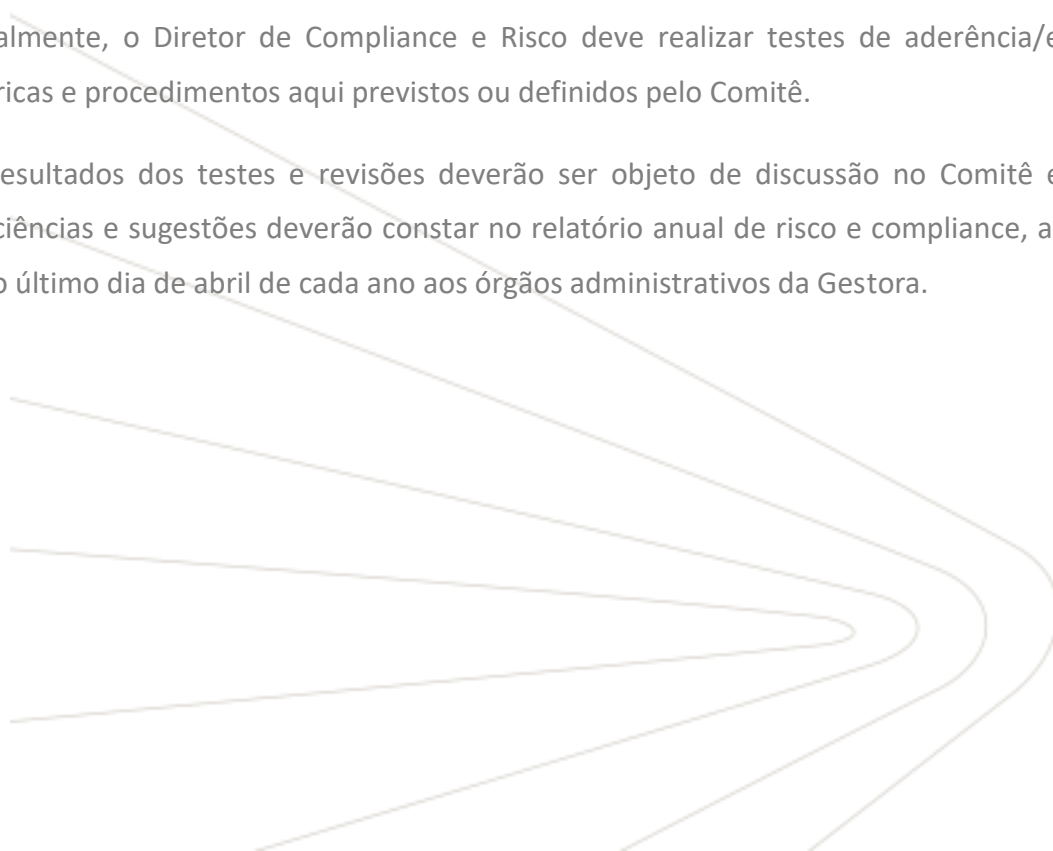 almente, o Diretor de Compliance e Risco deve realizar testes de aderência/e
ricas e procedimentos aqui previstos ou definidos pelo Comitê.
esultados dos testes e revisões deverão ser objeto de discussão no Comitê e
ciências e sugestões deverão constar no relatório anual de risco e compliance, a
o último dia de abril de cada ano aos órgãos administrativos da Gestora.